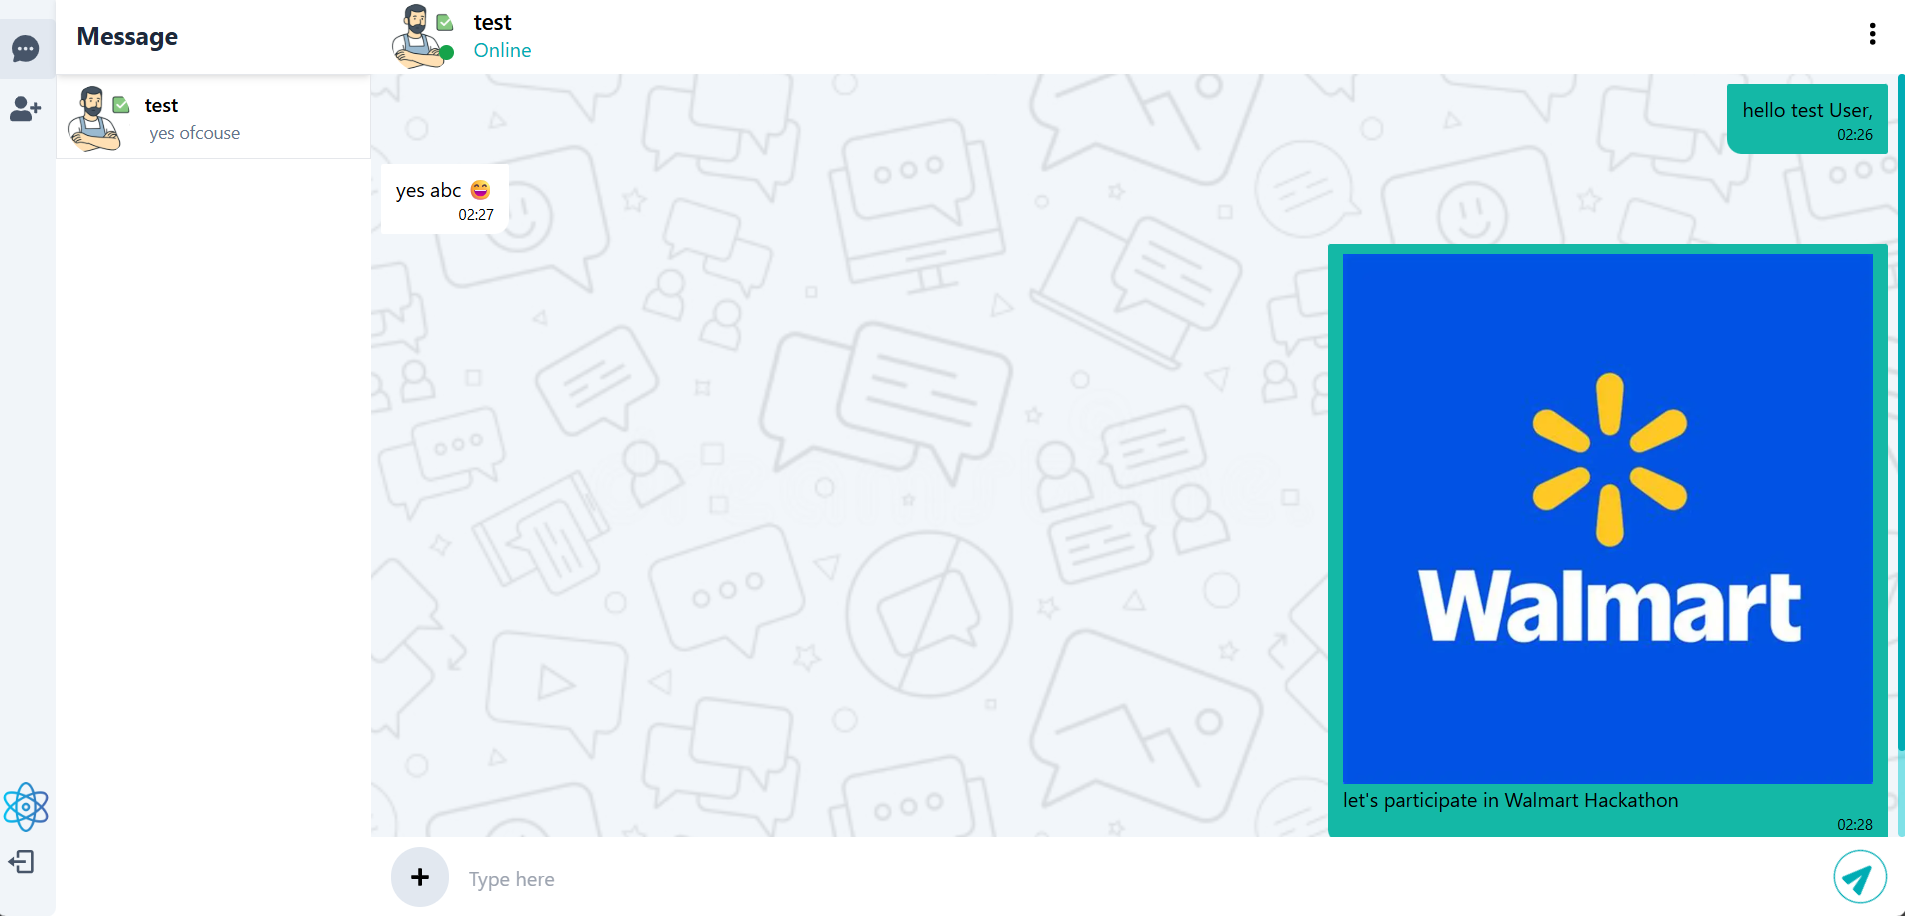 Message
test
yes ofcouse
test
Online
hello test User,
02:26
yes abc 😄
02:27
Walmart
let's participate in Walmart Hackathon
02:28
Type here